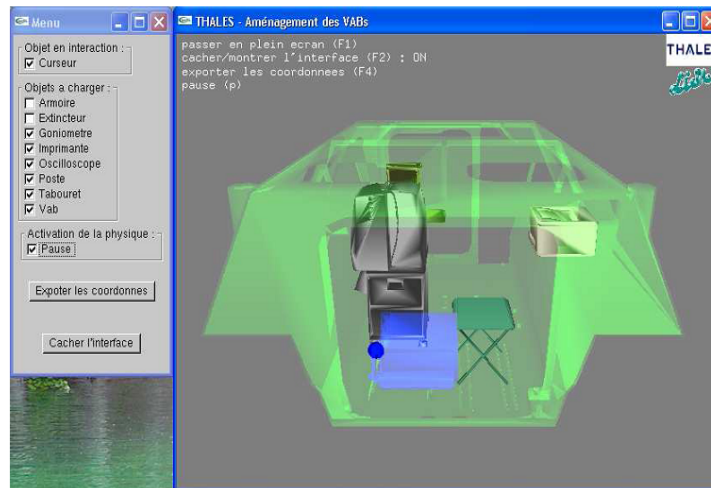 Menu
Objet en interaction :
Curseur
Objets a charger :
Armoire
Extincteur
Goniometre
Imprimante
Oscilloscope
Poste
Tabouret
Vab
Activation de la physique :
Pause
Expoter les coordonnes
Cacher l'interface
THALES - Aménagement des VABs
passer en plein ecran (F1)
cacher/montrer l'interface (F2) : ON
exporter les coordonnees (F4)
pause (p)
THALE